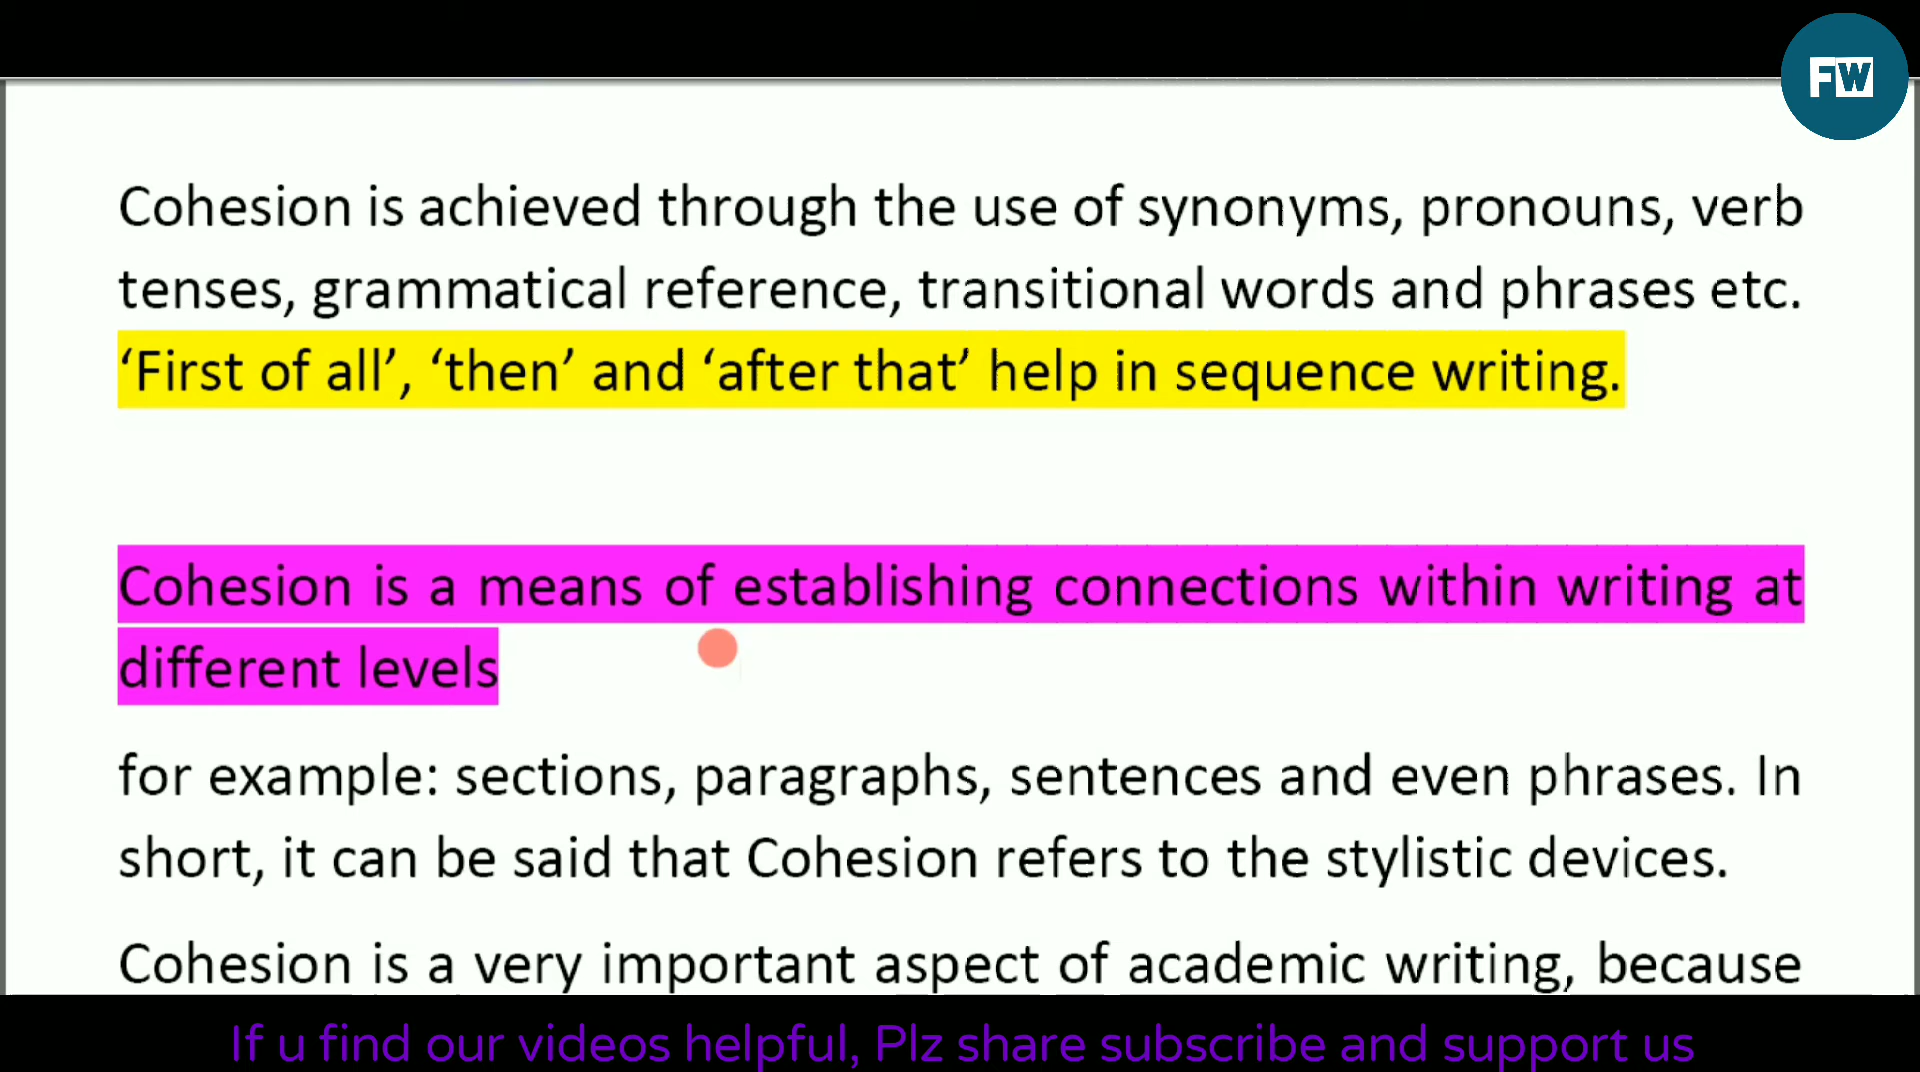 FW
Cohesion is achieved through the use of synonyms, pronouns, verb
tenses, grammatical reference, transitional words and phrases etc.
‘First of all’, ‘then’ and ‘after that’ help in sequence writing.
Cohesion is a means of establishing connections within writing at
different levels
for example: sections, paragraphs, sentences and even phrases. In
short, it can be said that Cohesion refers to the stylistic devices.
Cohesion is a very important aspect of academic writing, because
If u find our videos helpful, Plz share subscribe and support us